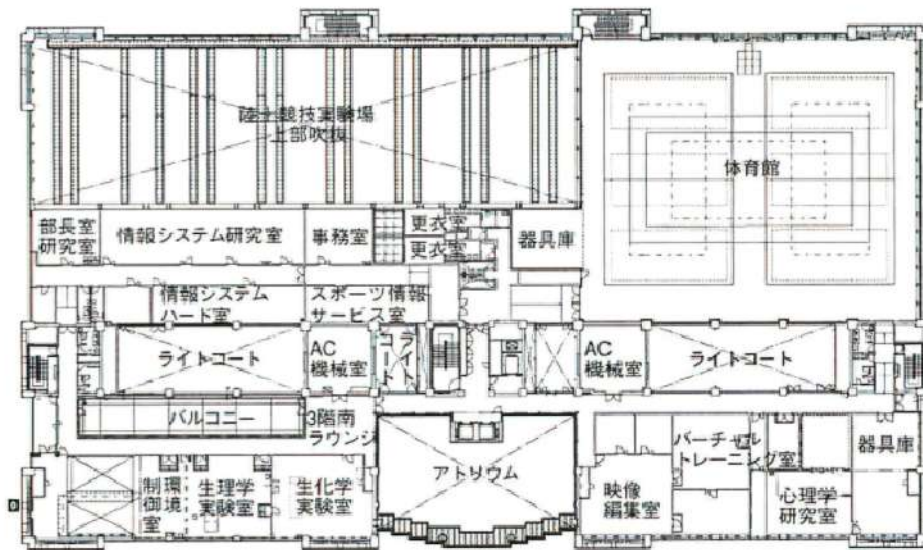 陸上競技実験場
上部吹抜
体育館
部長室
研究室
情報システム研究室
事務室
更衣室
更衣室
器具庫
情報システム
ハード室
スポーツ情報
サービス室
ライトコート
AC
機械室
ライト
コート
AC
機械室
ライトコート
バルコニー
3階南
ラウンジ
アトリウム
バーチャル
トレーニング室
器具庫
環境
制御室
生理学
実験室
生化学
実験室
映像
編集室
心理学
研究室